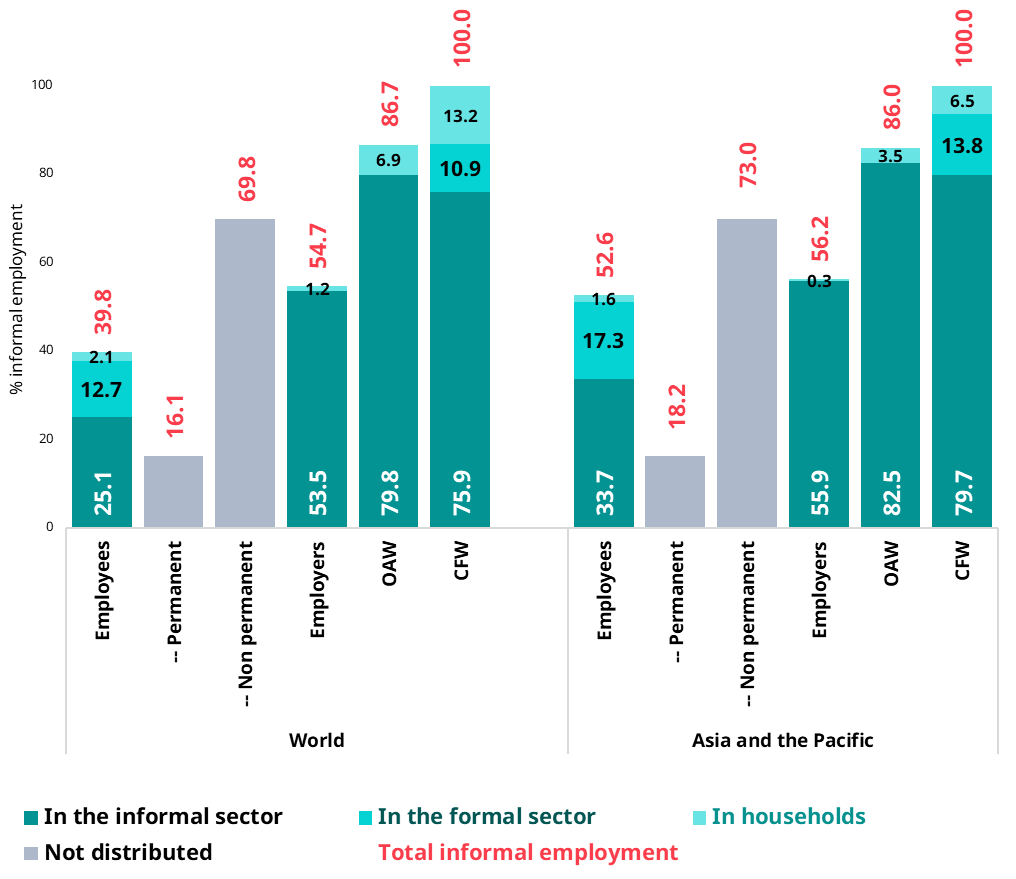 % informal employment
100
80
60
40
20
0
39.8
2.1
12.7
25.1
16.1
69.8
54.7
1.2
53.5
86.7
6.9
79.8
100.0
13.2
10.9
75.9
52.6
1.6
17.3
33.7
18.2
73.0
56.2
0.3
55.9
86.0
3.5
82.5
100.0
6.5
13.8
79.7
Employees
-- Permanent
-- Non permanent
Employers
OAW
CFW
Employees
-- Permanent
-- Non permanent
Employers
OAW
CFW
World
Asia and the Pacific
In the informal sector
In the formal sector
In households
Not distributed
Total informal employment